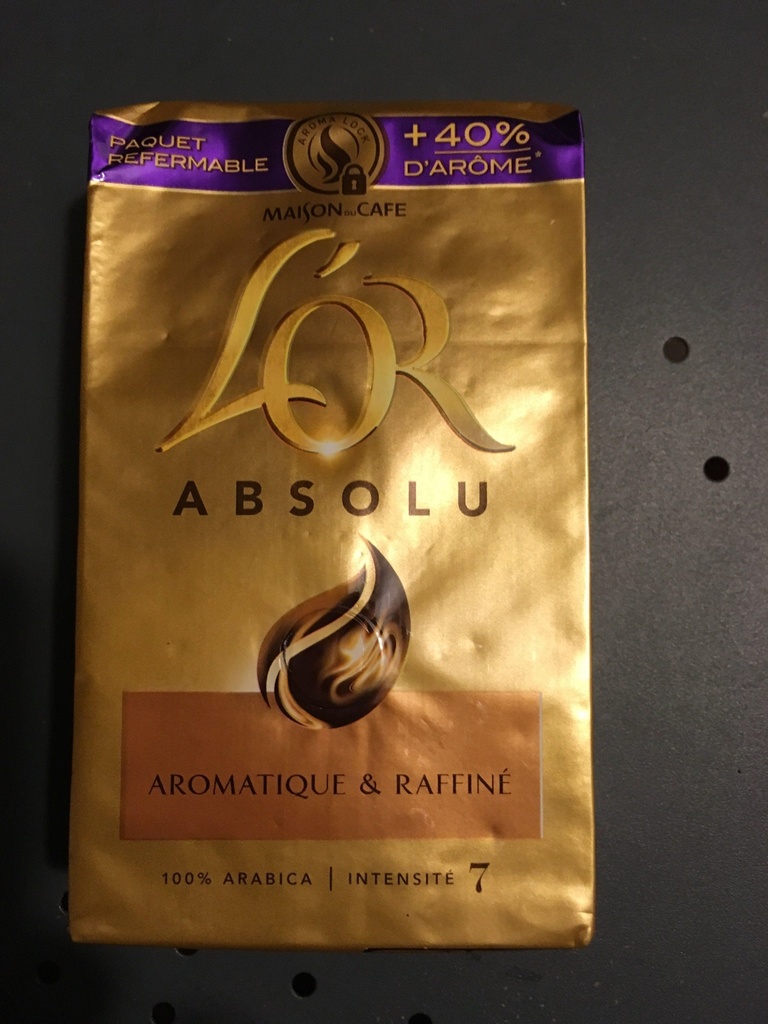 PAQUET
REFERMABLE
AROMA LOCK
+40%
D'ARÔME*
MAISON DU CAFE
L'OR
ABSOLU
AROMATIQUE & RAFFINÉ
100% ARABICA | INTENSITÉ 7